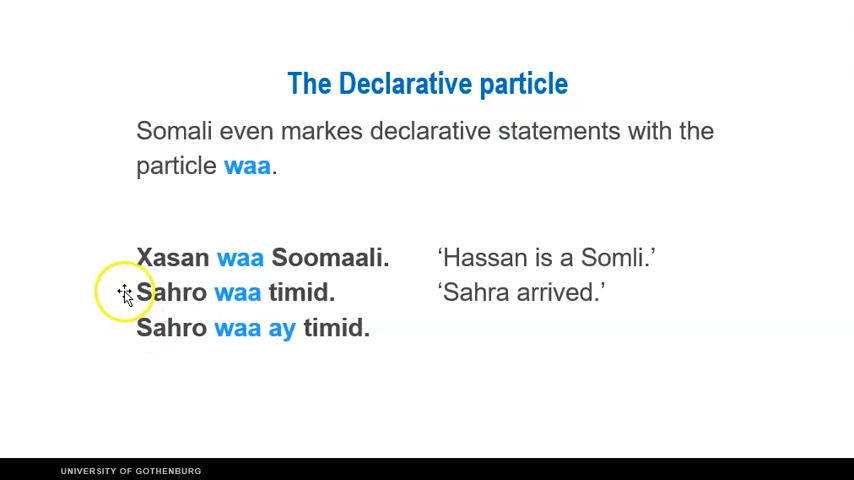 The Declarative particle
Somali even markes declarative statements with the
particle waa.
Xasan waa Soomaali. ‘Hassan is a Somli.’
Sahro waa timid. ‘Sahra arrived.’
Sahro waa ay timid.
UNIVERSITY OF GOTHENBURG